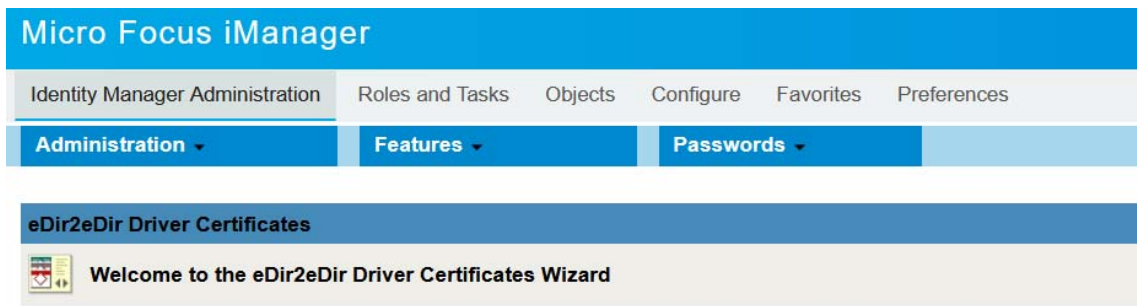 Micro Focus iManager
Identity Manager Administration Roles and Tasks Objects Configure Favorites Preferences
Administration Features Passwords
eDir2eDir Driver Certificates
Welcome to the eDir2eDir Driver Certificates Wizard